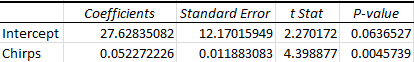 Coefficients Standard Error t Stat P-value
Intercept 27.62835082 12.17015949 2.270172 0.0636527
Chirps 0.052272226 0.011883083 4.398877 0.0045739